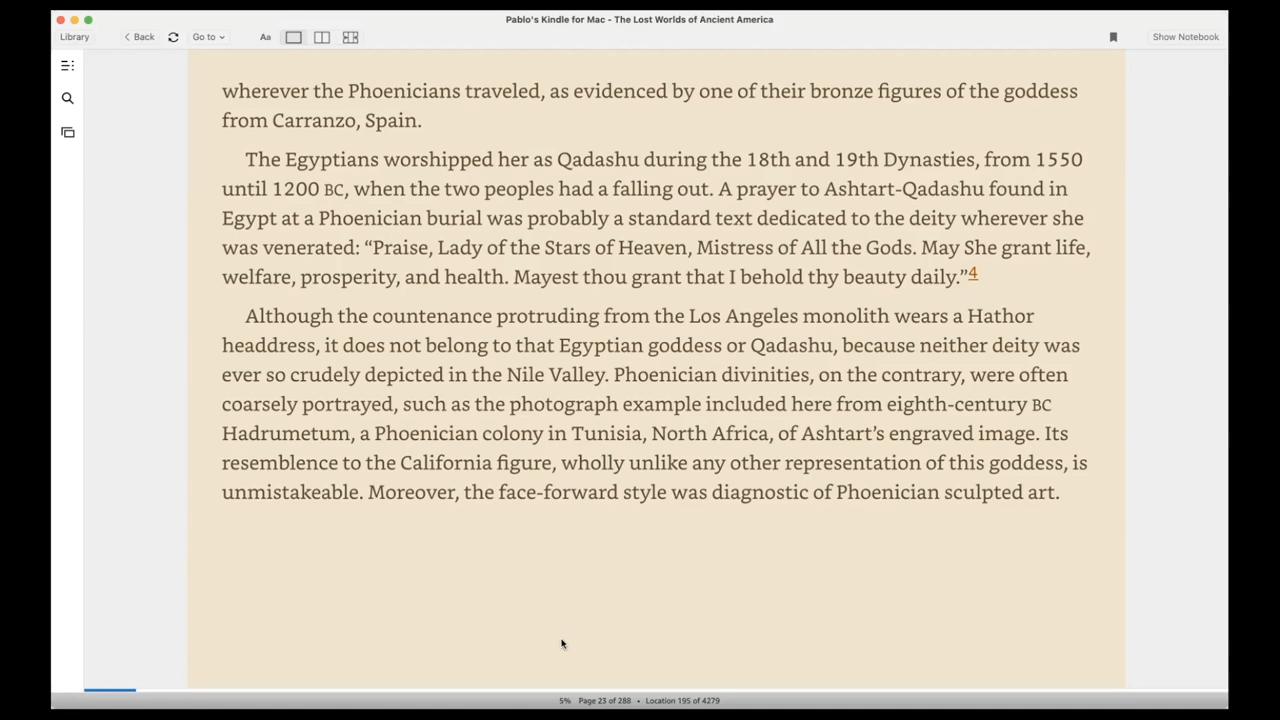 Pablo's Kindle for Mac - The Lost Worlds of Ancient America
Library
Back
Go to
Aa
Show Notebook
wherever the Phoenicians traveled, as evidenced by one of their bronze figures of the goddess
from Carranzo, Spain.
The Egyptians worshipped her as Qadashu during the 18th and 19th Dynasties, from 1550
until 1200 BC, when the two peoples had a falling out. A prayer to Ashtart-Qadashu found in
Egypt at a Phoenician burial was probably a standard text dedicated to the deity wherever she
was venerated: “Praise, Lady of the Stars of Heaven, Mistress of All the Gods. May She grant life,
welfare, prosperity, and health. Mayest thou grant that I behold thy beauty daily.”4
Although the countenance protruding from the Los Angeles monolith wears a Hathor
headdress, it does not belong to that Egyptian goddess or Qadashu, because neither deity was
ever so crudely depicted in the Nile Valley. Phoenician divinities, on the contrary, were often
coarsely portrayed, such as the photograph example included here from eighth-century BC
Hadrumetum, a Phoenician colony in Tunisia, North Africa, of Ashtart’s engraved image. Its
resemblence to the California figure, wholly unlike any other representation of this goddess, is
unmistakeable. Moreover, the face-forward style was diagnostic of Phoenician sculpted art.
5% Page 23 of 288 • Location 195 of 4279